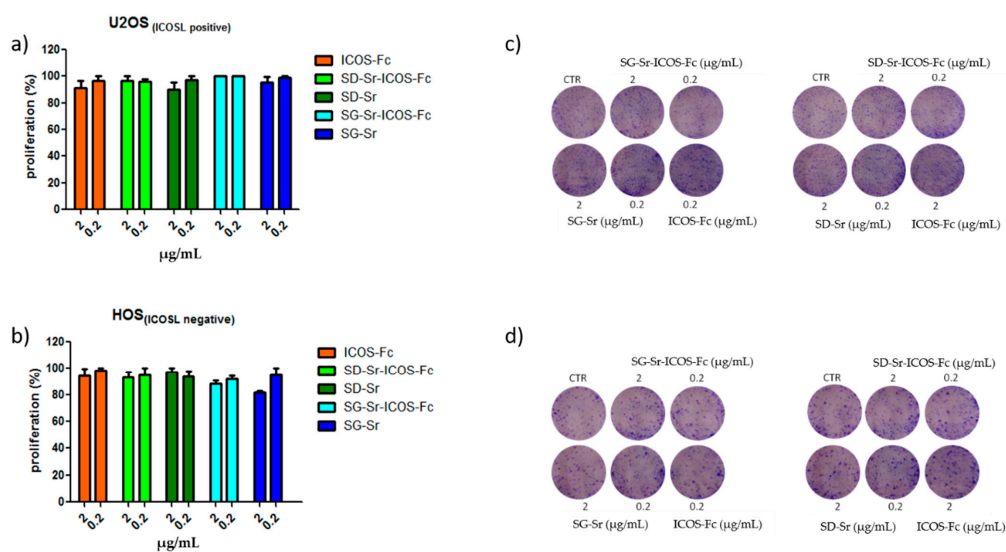 U2OS (ICOSL positive)
a)
proliferation (%)
120
100
80
60
40
20
0
2
0.2
2
0.2
2
0.2
2
0.2
2
0.2
µg/mL
ICOS-Fc
SD-Sr-ICOS-Fc
SD-Sr
SG-Sr-ICOS-Fc
SG-Sr
c)
SG-Sr-ICOS-Fc (µg/mL)
CTR
2
0.2
2
0.2
0.2
SG-Sr (µg/mL)
ICOS-Fc (µg/mL)
SD-Sr-ICOS-Fc (µg/mL)
CTR
2
0.2
2
0.2
2
SD-Sr (µg/mL)
ICOS-Fc (µg/mL)
HOS(ICOSL negative)
b)
proliferation (%)
120
100
80
60
40
20
0
2
0.2
2
0.2
2
0.2
2
0.2
2
0.2
µg/mL
ICOS-Fc
SD-Sr-ICOS-Fc
SD-Sr
SG-Sr-ICOS-Fc
SG-Sr
d)
SG-Sr-ICOS-Fc (µg/mL)
CTR
2
0.2
2
0.2
0.2
SG-Sr (µg/mL)
ICOS-Fc (µg/mL)
SD-Sr-ICOS-Fc (µg/mL)
CTR
2
0.2
2
0.2
2
SD-Sr (µg/mL)
ICOS-Fc (µg/mL)